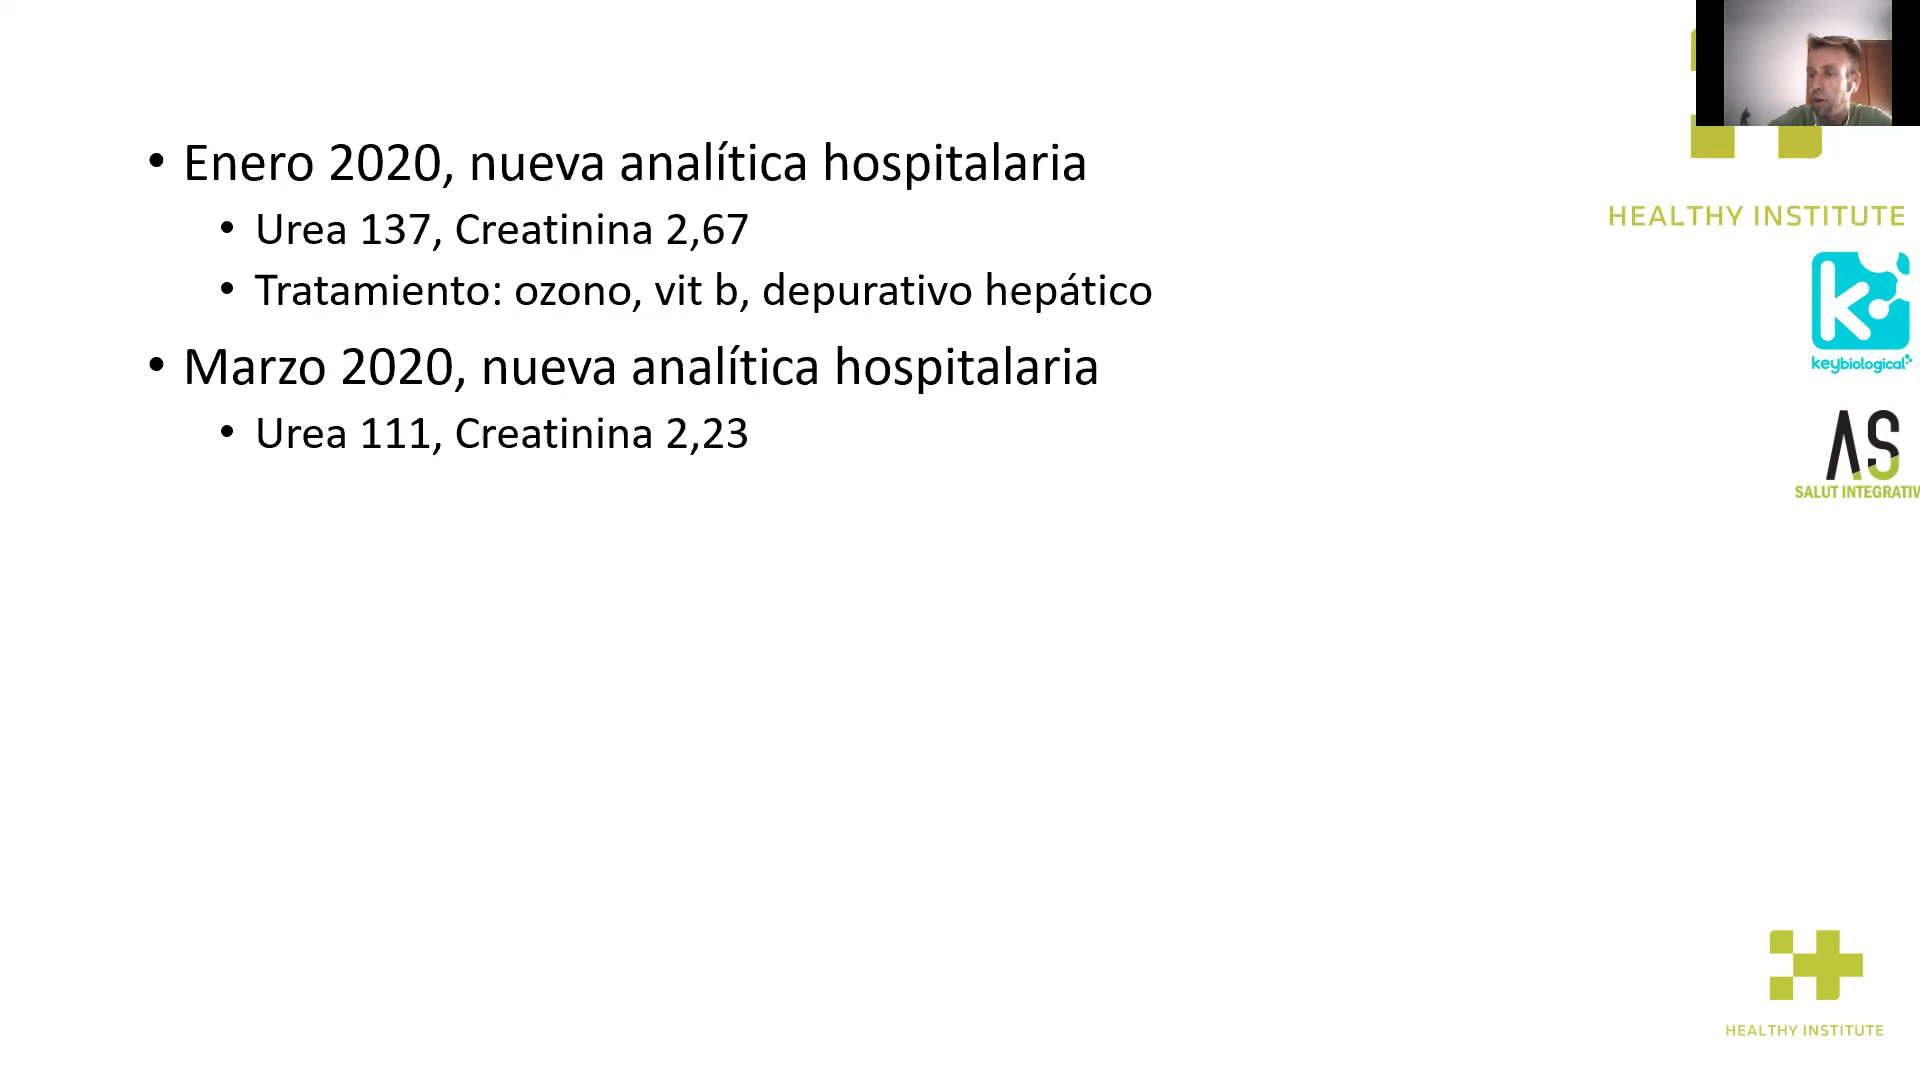 • Enero 2020, nueva analítica hospitalaria
• Urea 137, Creatinina 2,67
• Tratamiento: ozono, vit b, depurativo hepático
• Marzo 2020, nueva analítica hospitalaria
• Urea 111, Creatinina 2,23
HEALTHY INSTITUTE
k
keybiological
AS
SALUT INTEGRATIV
HEALTHY INSTITUTE